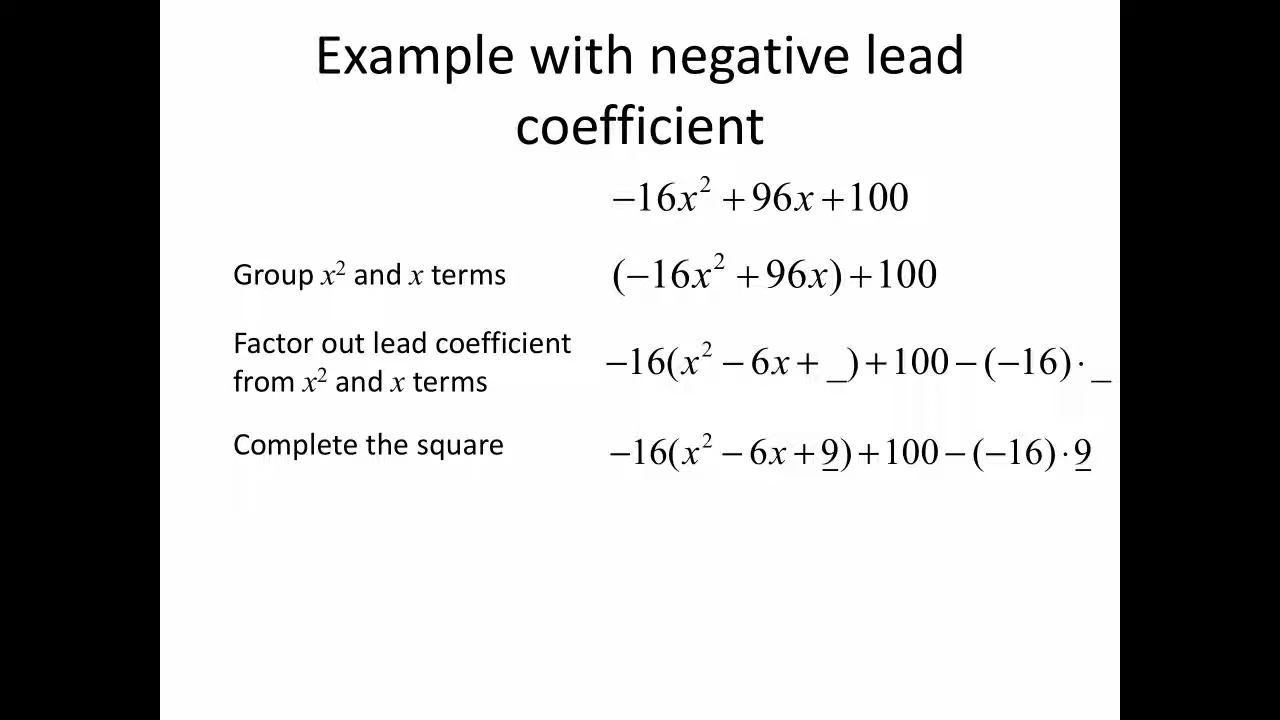 Example with negative lead
coefficient
−16x² + 96x + 100
Group x² and x terms (−16x² + 96x) + 100
Factor out lead coefficient
from x² and x terms −16(x² − 6x + _) + 100 − (−16) · _
Complete the square −16(x² − 6x + 9) + 100 − (−16) · 9